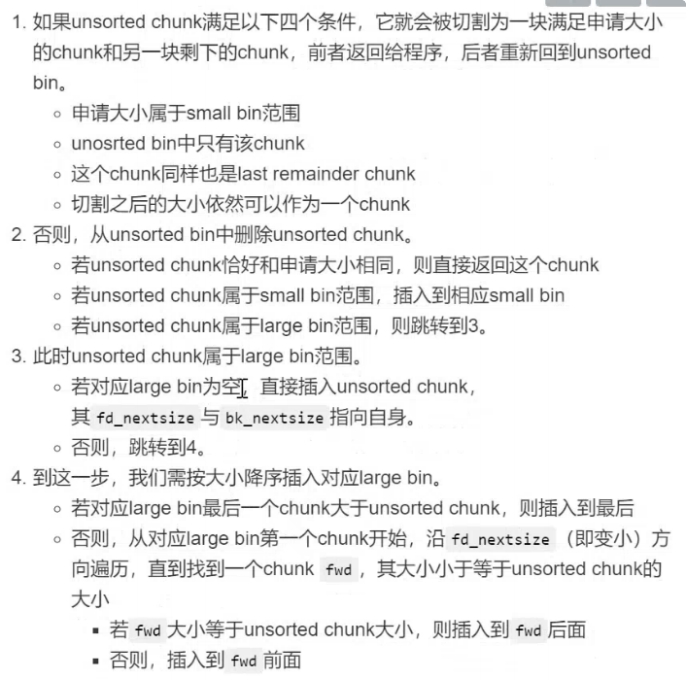 1. 如果unsorted chunk满足以下四个条件，它就会被切割为一块满足申请大小
的chunk和另一块剩下的chunk，前者返回给程序，后者重新回到unsorted
bin。
◦ 申请大小属于small bin范围
◦ unosrted bin中只有该chunk
◦ 这个chunk同样也是last remainder chunk
◦ 切割之后的大小依然可以作为一个chunk
2. 否则，从unsorted bin中删除unsorted chunk。
◦ 若unsorted chunk恰好和申请大小相同，则直接返回这个chunk
◦ 若unsorted chunk属于small bin范围，插入到相应small bin
◦ 若unsorted chunk属于large bin范围，则跳转到3。
3. 此时unsorted chunk属于large bin范围。
◦ 若对应large bin为空，直接插入unsorted chunk，
其 fd_nextsize 与 bk_nextsize 指向自身。
◦ 否则，跳转到4。
4. 到这一步，我们需按大小降序插入对应large bin。
◦ 若对应large bin最后一个chunk大于unsorted chunk，则插入到最后
◦ 否则，从对应large bin第一个chunk开始，沿 fd_nextsize （即变小）方
向遍历，直到找到一个chunk fwd ，其大小小于等于unsorted chunk的
大小
▪ 若 fwd 大小等于unsorted chunk大小，则插入到 fwd 后面
▪ 否则，插入到 fwd 前面